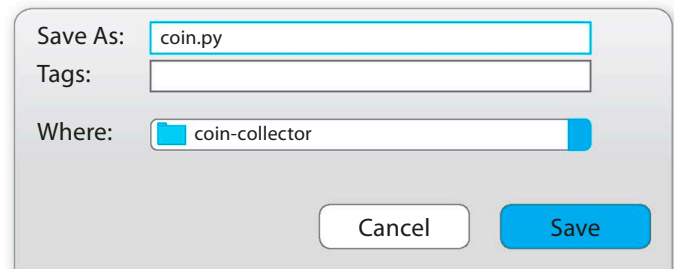 Save As: coin.py
Tags:
Where: coin-collector
Cancel Save